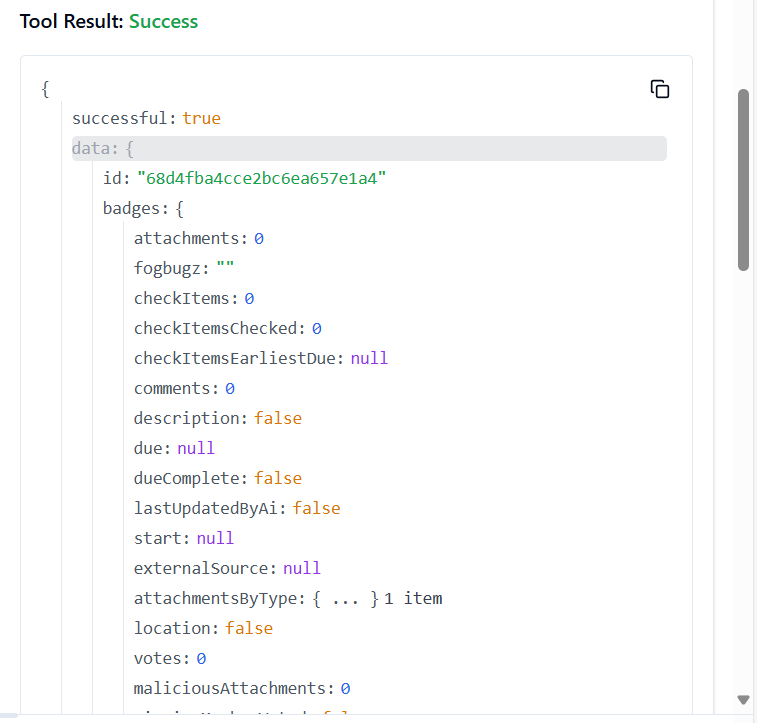 Tool Result: Success
{
successful: true
data: {
id: "68d4fba4cce2bc6ea657e1a4"
badges: {
attachments: 0
fogbugz: ""
checkItems: 0
checkItemsChecked: 0
checkItemsEarliestDue: null
comments: 0
description: false
due: null
dueComplete: false
lastUpdatedByAi: false
start: null
externalSource: null
attachmentsByType: { ... } 1 item
location: false
votes: 0
maliciousAttachments: 0